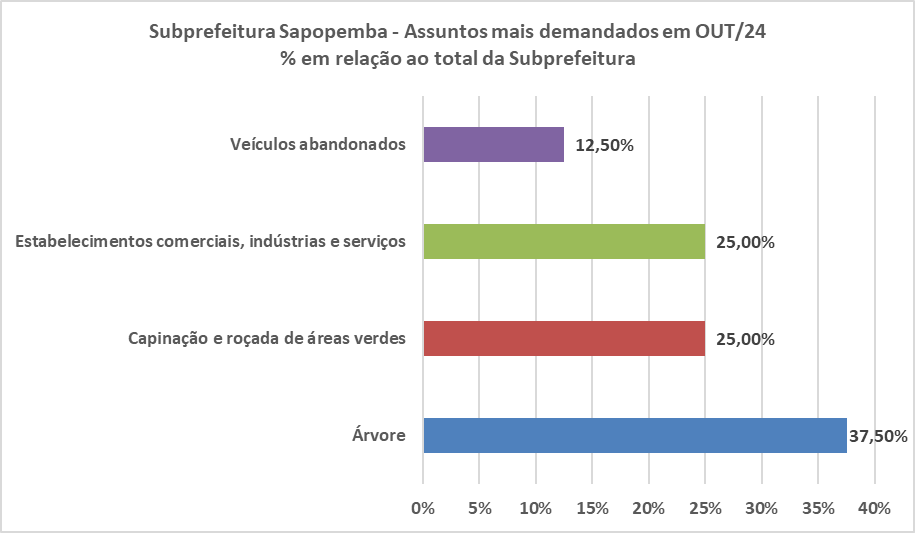 Subprefeitura Sapopemba - Assuntos mais demandados em OUT/24
% em relação ao total da Subprefeitura
Veículos abandonados
12,50%
Estabelecimentos comerciais, indústrias e serviços
25,00%
Capinação e roçada de áreas verdes
25,00%
Árvore
37,50%
0% 5% 10% 15% 20% 25% 30% 35% 40%